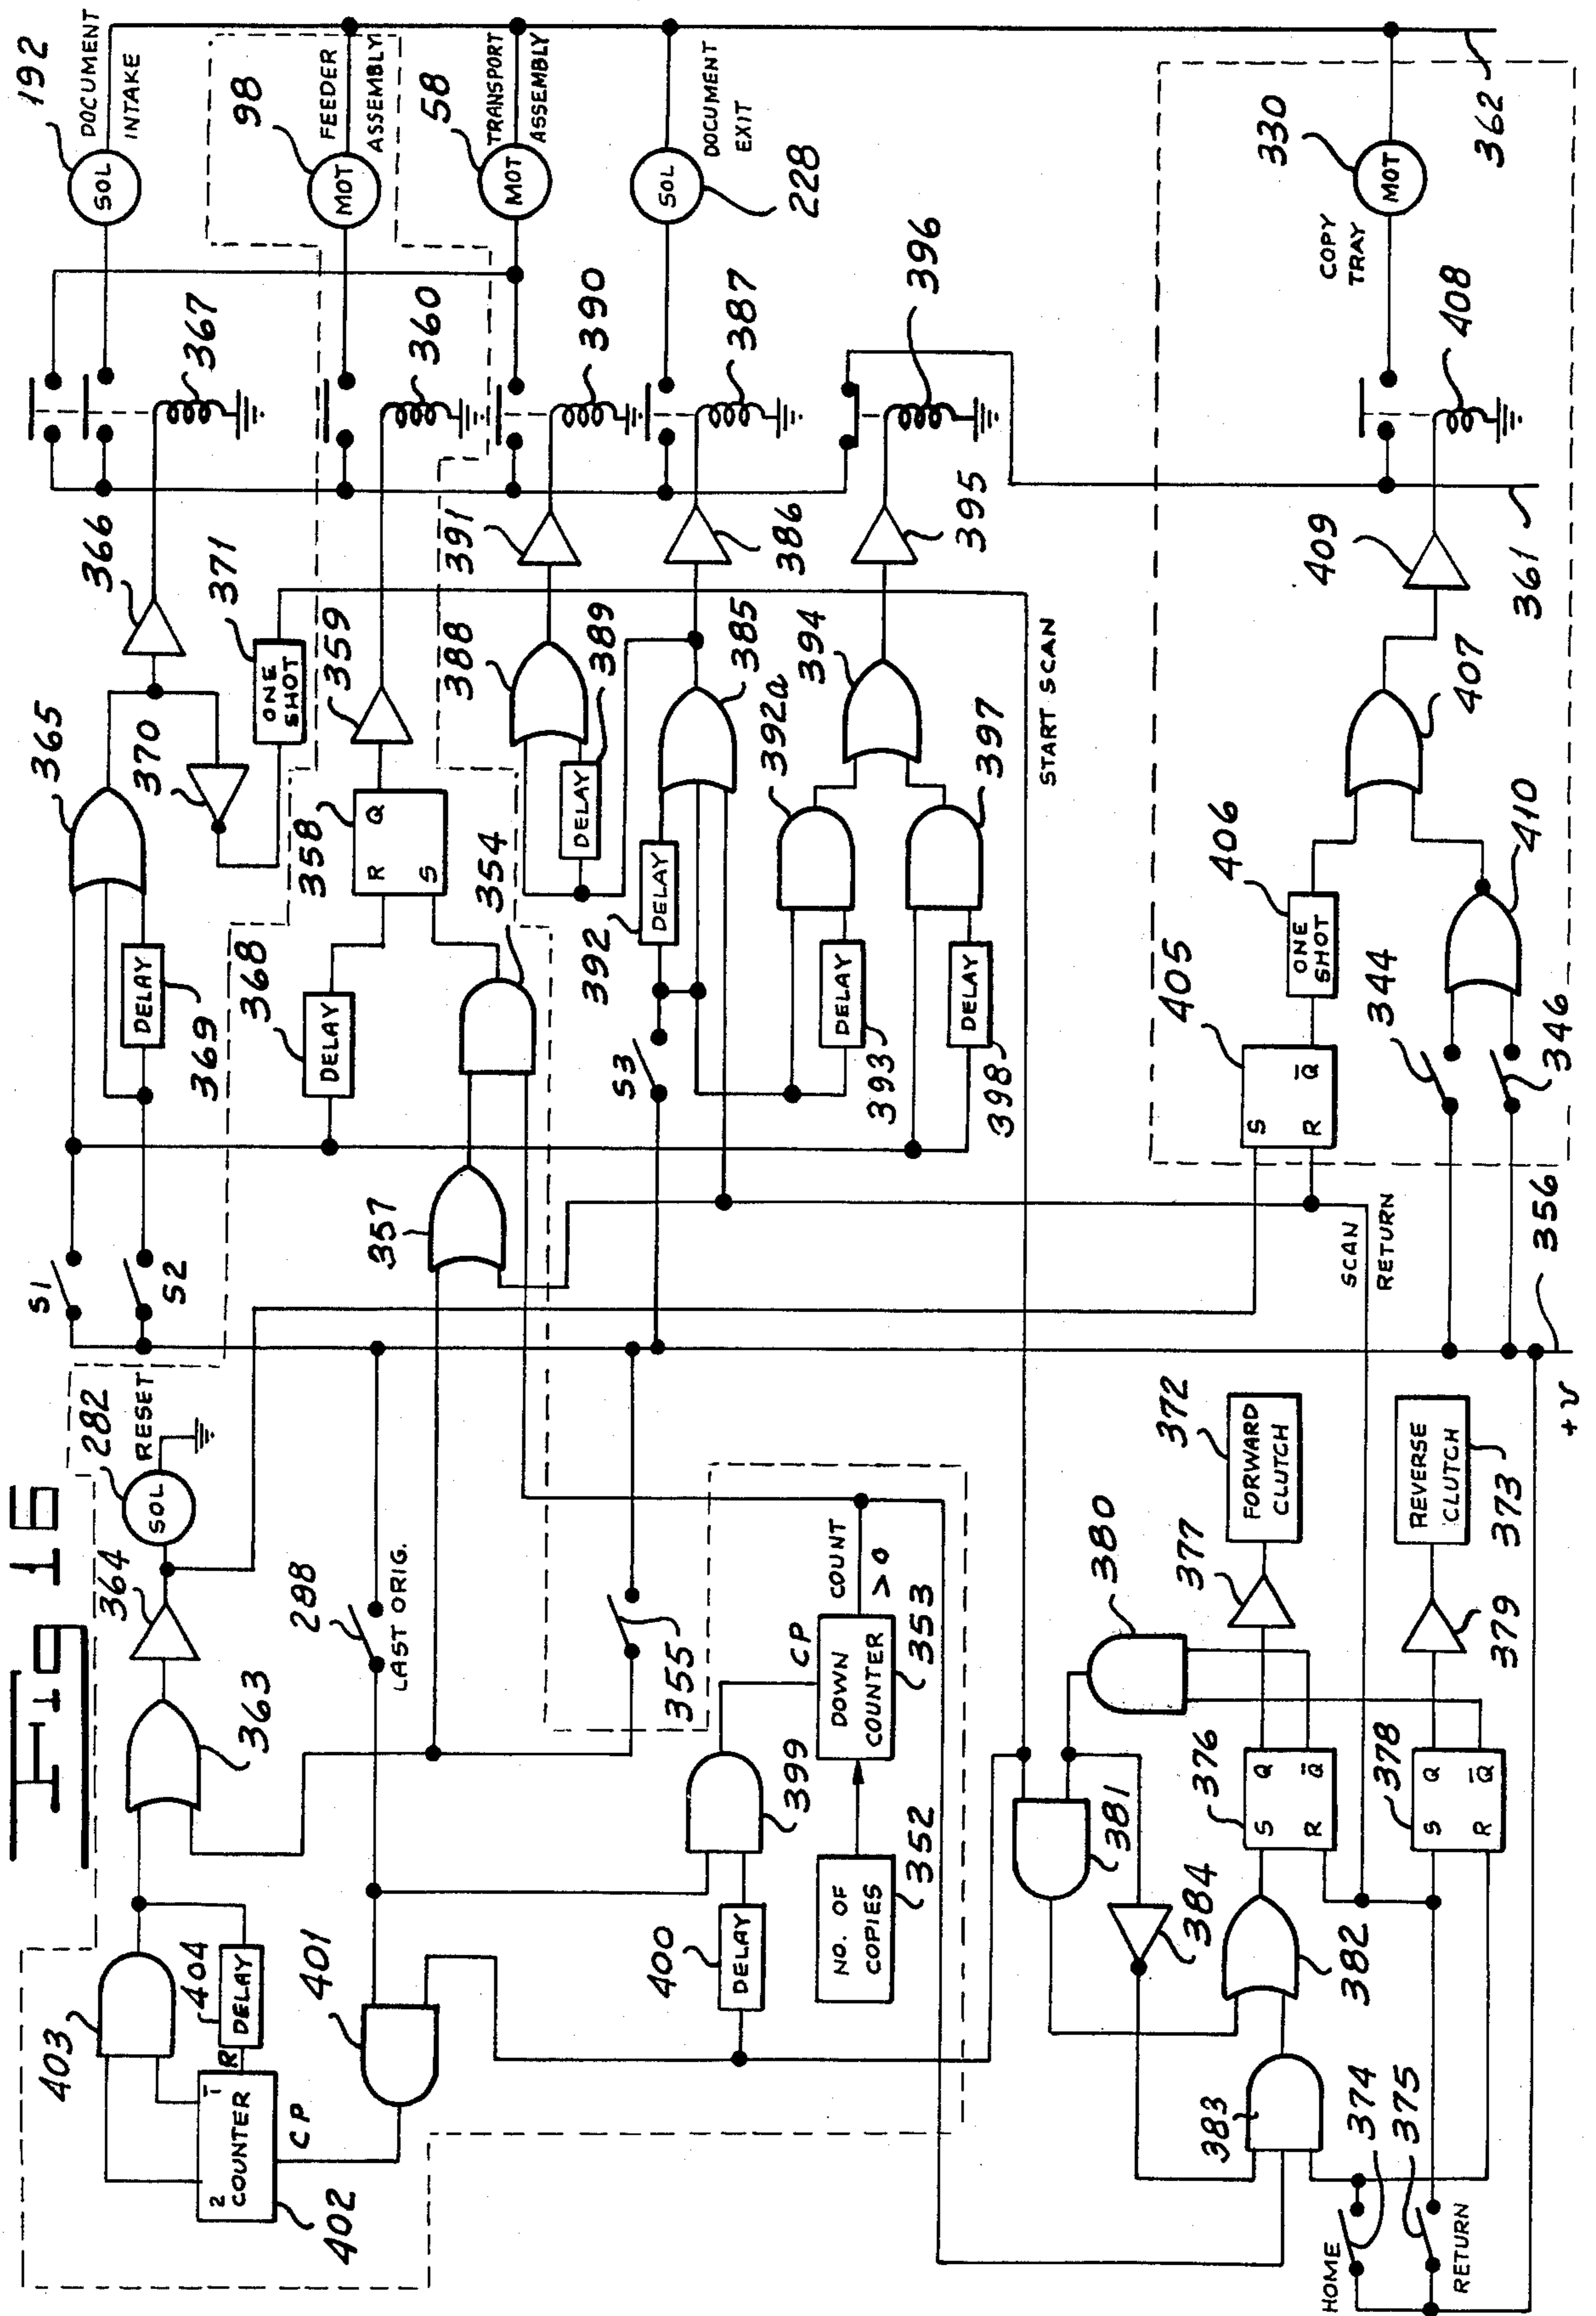 Fig 16
192
SOL
DOCUMENT
INTAKE
98
MOT
FEEDER
ASSEMBLY
58
MOT
TRANSPORT
ASSEMBLY
SOL
DOCUMENT
EXIT
228
330
MOT
COPY
TRAY
362
367
360
390
387
396
408
361
366
371
ONE
SHOT
359
391
388
389
DELAY
386
385
395
394
409
365
370
358
R
Q
S
354
392
DELAY
392a
397
407
406
ONE
SHOT
410
369
DELAY
368
DELAY
S3
393
DELAY
398
DELAY
START SCAN
405
S
R
Q̅
344
346
S1
S2
357
SCAN
RETURN
356
+V
282
SOL
RESET
364
363
298
LAST ORIG.
355
COUNT
> 0
CP
353
DOWN
COUNTER
399
352
NO. OF
COPIES
400
DELAY
401
403
404
DELAY
R
2
1̅
COUNTER
CP
402
372
FORWARD
CLUTCH
373
REVERSE
CLUTCH
377
379
380
376
S
Q
R
Q̅
378
S
Q
R
Q̅
381
384
382
383
374
375
HOME
RETURN